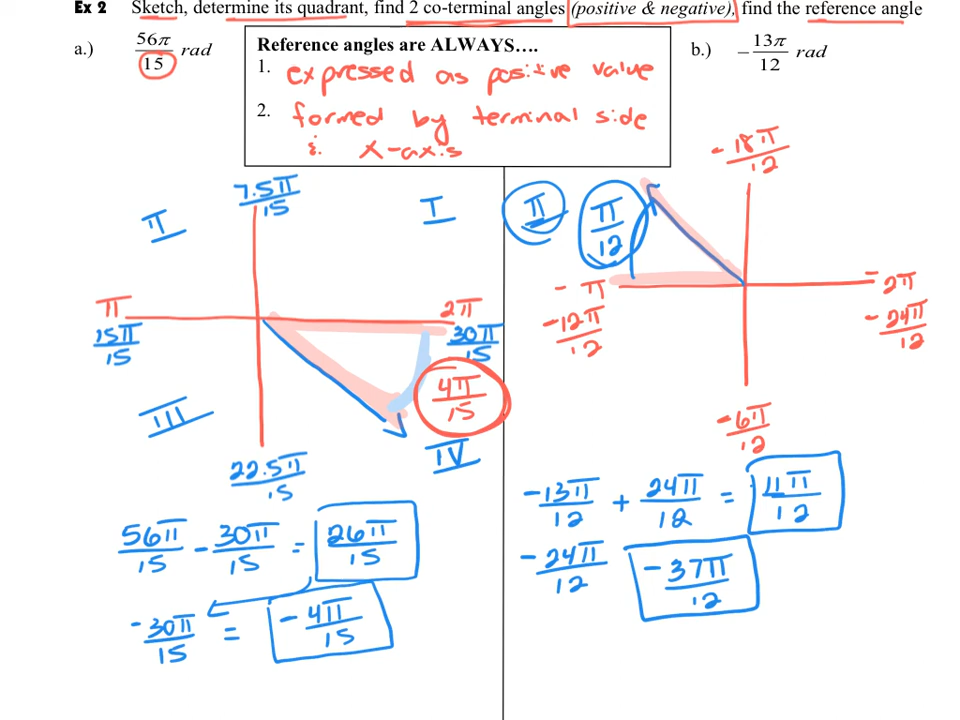 Ex 2 Sketch, determine its quadrant, find 2 co-terminal angles (positive & negative), find the reference angle
a.) 56π/15 rad
Reference angles are ALWAYS….
1. expressed as positive value
2. formed by terminal side
& x-axis
b.) -13π/12 rad
7.5π/15
II
I
π
15π/15
2π
30π/15
4π/15
III
IV
22.5π/15
56π/15 - 30π/15 = 26π/15
-30π/15 = -4π/15
-18π/12
II
π/12
-π
-12π/12
-2π
-24π/12
-6π/12
-13π/12 + 24π/12 = 11π/12
-24π/12 -37π/12